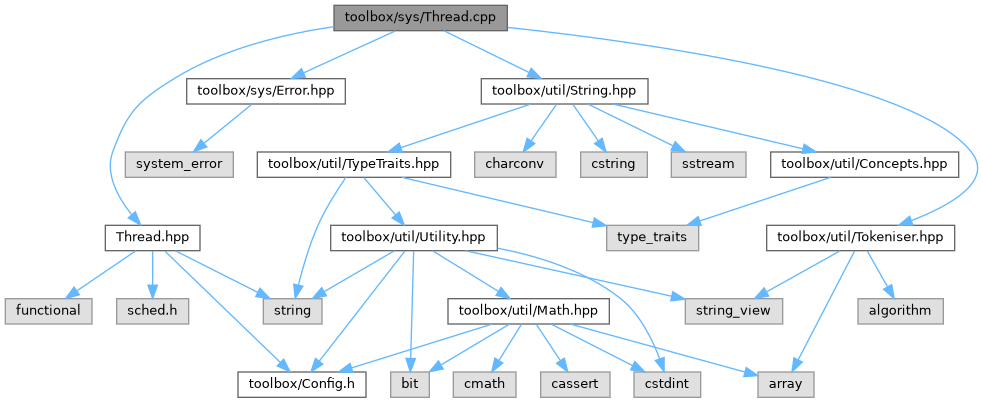 toolbox/sys/Thread.cpp
toolbox/sys/Error.hpp
toolbox/util/String.hpp
system_error
toolbox/util/TypeTraits.hpp
charconv
cstring
sstream
toolbox/util/Concepts.hpp
Thread.hpp
toolbox/util/Utility.hpp
type_traits
toolbox/util/Tokeniser.hpp
functional
sched.h
string
toolbox/util/Math.hpp
string_view
algorithm
toolbox/Config.h
bit
cmath
cassert
cstdint
array